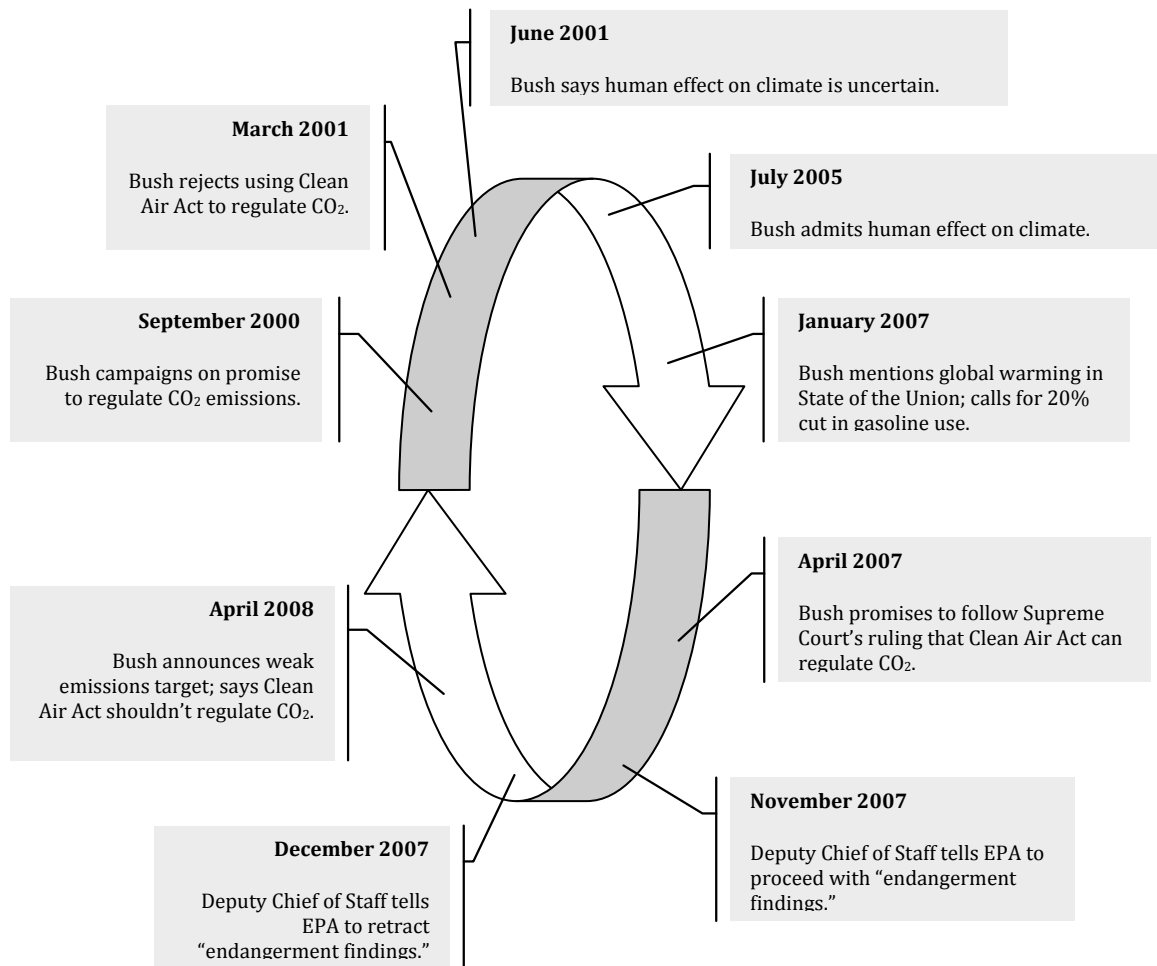 June 2001
Bush says human effect on climate is uncertain.
March 2001
Bush rejects using Clean
Air Act to regulate CO₂.
July 2005
Bush admits human effect on climate.
September 2000
Bush campaigns on promise
to regulate CO₂ emissions.
January 2007
Bush mentions global warming in
State of the Union; calls for 20%
cut in gasoline use.
April 2007
Bush promises to follow Supreme
Court’s ruling that Clean Air Act can
regulate CO₂.
April 2008
Bush announces weak
emissions target; says Clean
Air Act shouldn’t regulate CO₂.
November 2007
Deputy Chief of Staff tells EPA to
proceed with “endangerment
findings.”
December 2007
Deputy Chief of Staff tells
EPA to retract
“endangerment findings.”